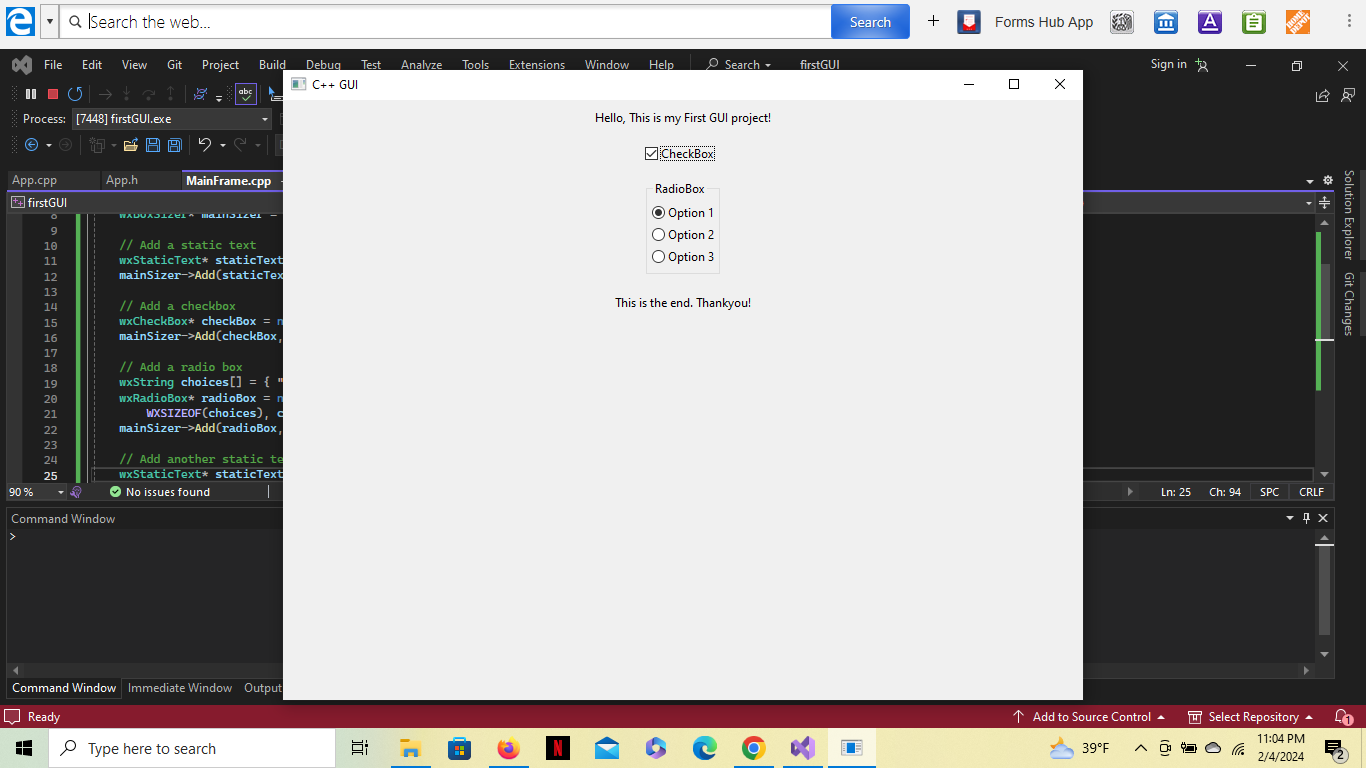 Search the web...
Search
Forms Hub App
File Edit View Git Project Build Debug Test Analyze Tools Extensions Window Help Search firstGUI Sign in
abc
Process: [7448] firstGUI.exe
App.cpp App.h MainFrame.cpp
firstGUI
8 wxBoxSizer* mainSizer =
9
10 // Add a static text
11 wxStaticText* staticText
12 mainSizer->Add(staticTex
13
14 // Add a checkbox
15 wxCheckBox* checkBox = n
16 mainSizer->Add(checkBox,
17
18 // Add a radio box
19 wxString choices[] = { "
20 wxRadioBox* radioBox = n
21 WXSIZEOF(choices), c
22 mainSizer->Add(radioBox,
23
24 // Add another static te
25 wxStaticText* staticText
90 % No issues found
Ln: 25 Ch: 94 SPC CRLF
Solution Explorer
Git Changes
C++ GUI
Hello, This is my First GUI project!
CheckBox
RadioBox
Option 1
Option 2
Option 3
This is the end. Thankyou!
Command Window
>
Command Window Immediate Window Output
Ready
Add to Source Control Select Repository 1
Type here to search
39°F
11:04 PM
2/4/2024
2